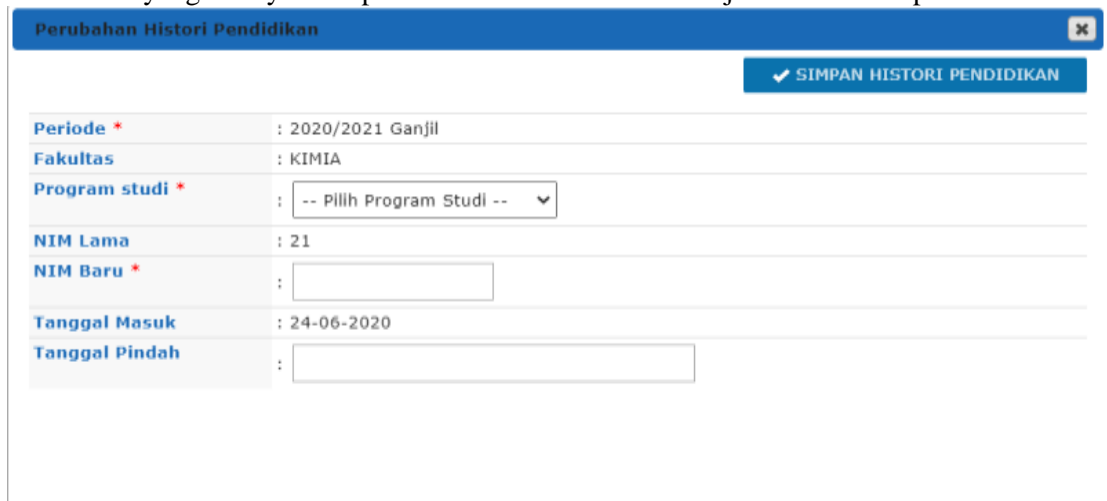 Perubahan Histori Pendidikan
SIMPAN HISTORI PENDIDIKAN
Periode * : 2020/2021 Ganjil
Fakultas : KIMIA
Program studi * : -- Pilih Program Studi --
NIM Lama : 21
NIM Baru * :
Tanggal Masuk : 24-06-2020
Tanggal Pindah :